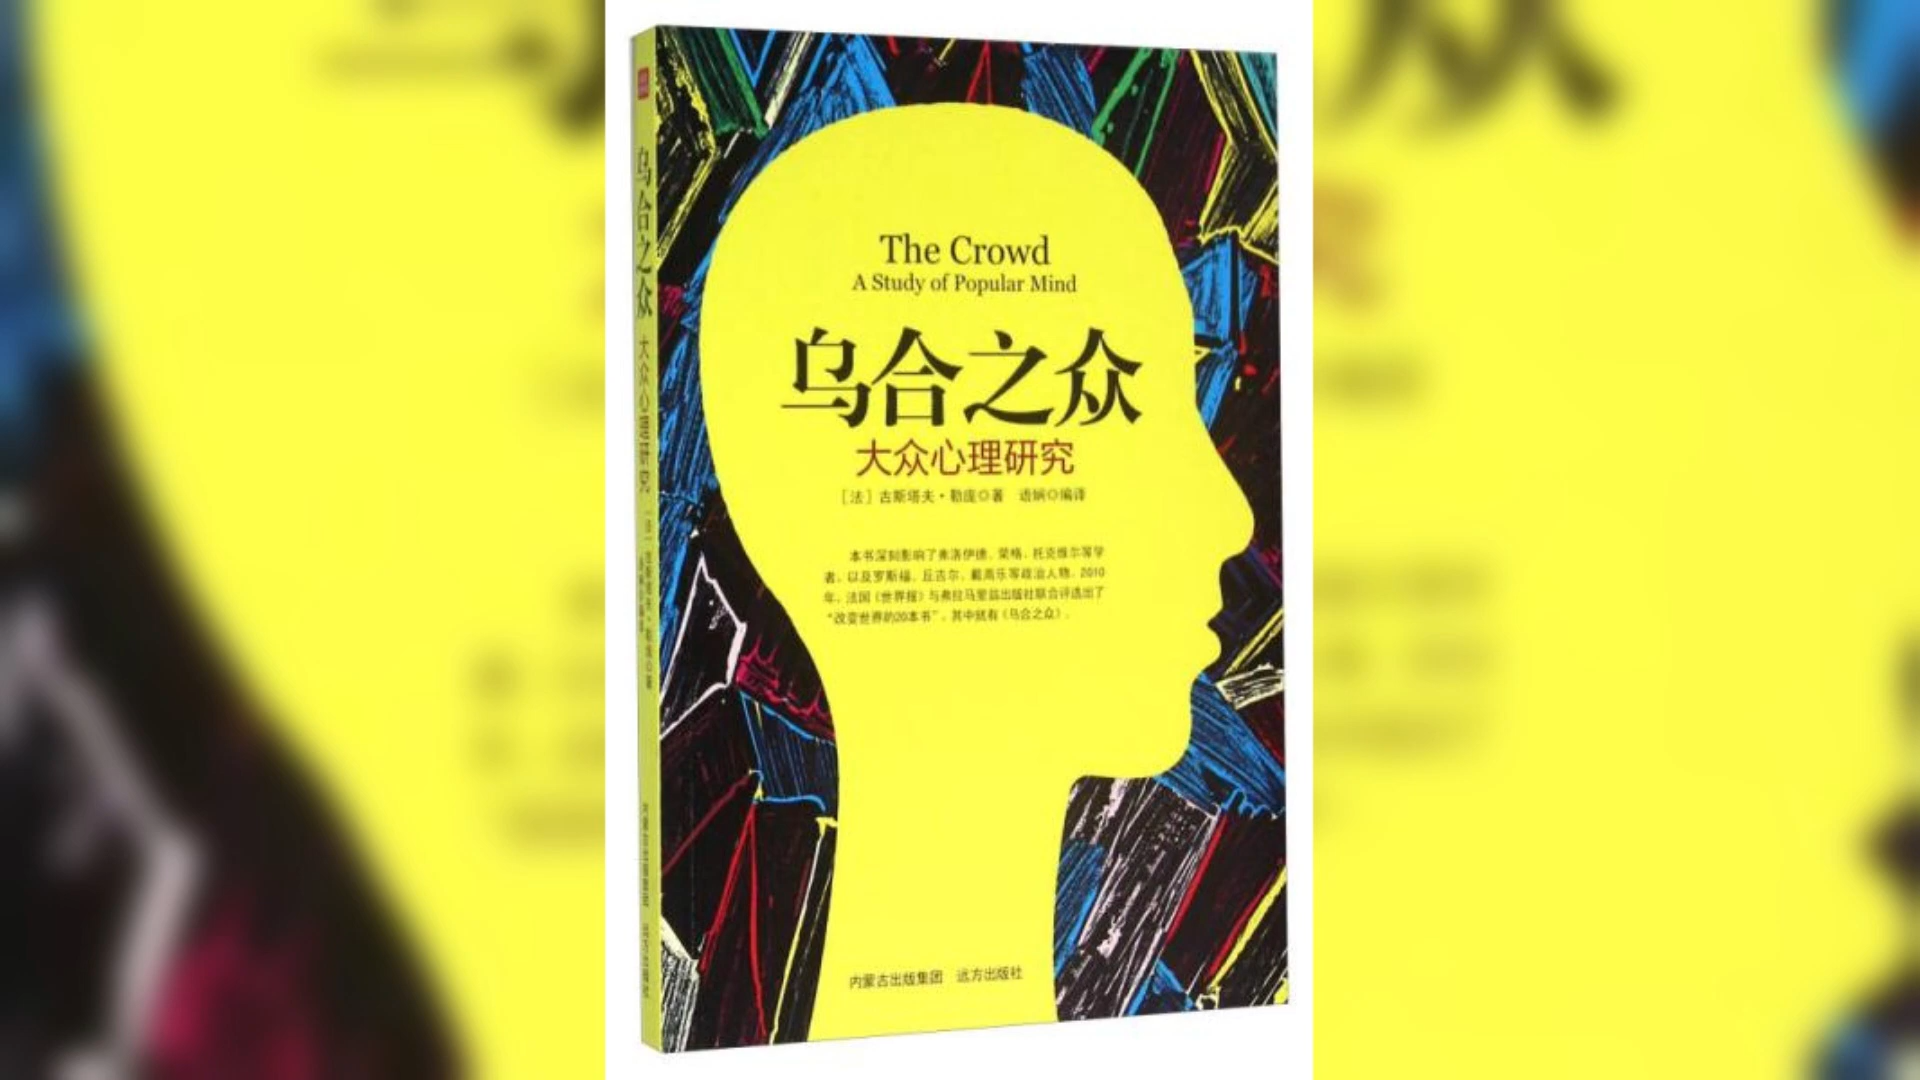 The Crowd
A Study of Popular Mind
乌合之众
大众心理研究
[法]古斯塔夫·勒庞◎著 语娴◎编译
本书深刻影响了弗洛伊德、荣格、托克维尔等学
者,以及罗斯福、丘吉尔、戴高乐等政治人物。2010
年,法国《世界报》与弗拉马里翁出版社联合评选出了
“改变世界的20本书”,其中就有《乌合之众》。
内蒙古出版集团 远方出版社
乌合之众 大众心理研究